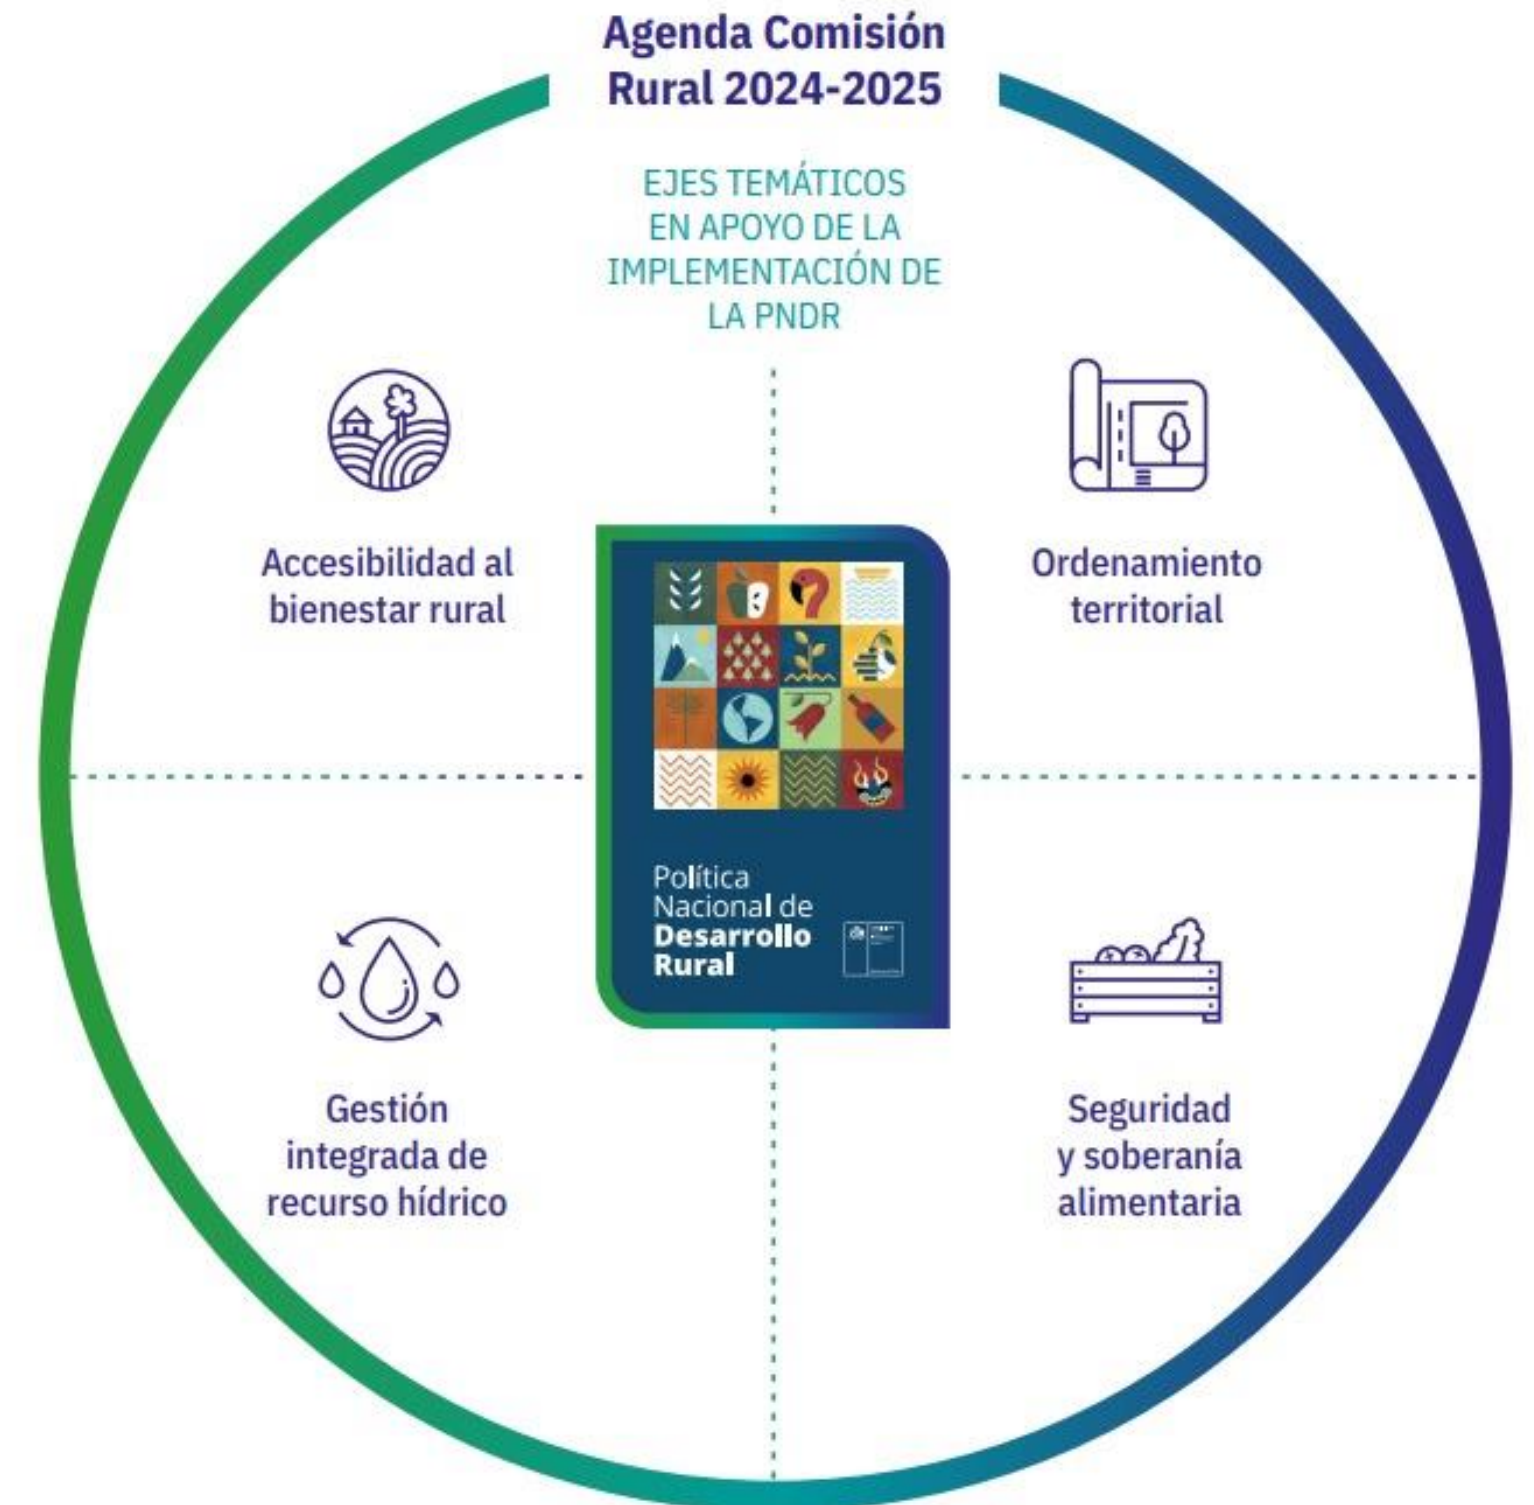 Agenda Comisión
Rural 2024-2025
EJES TEMÁTICOS
EN APOYO DE LA
IMPLEMENTACIÓN DE
LA PNDR
Accesibilidad al
bienestar rural
Ordenamiento
territorial
Política
Nacional de
Desarrollo
Rural
Gestión
integrada de
recurso hídrico
Seguridad
y soberanía
alimentaria